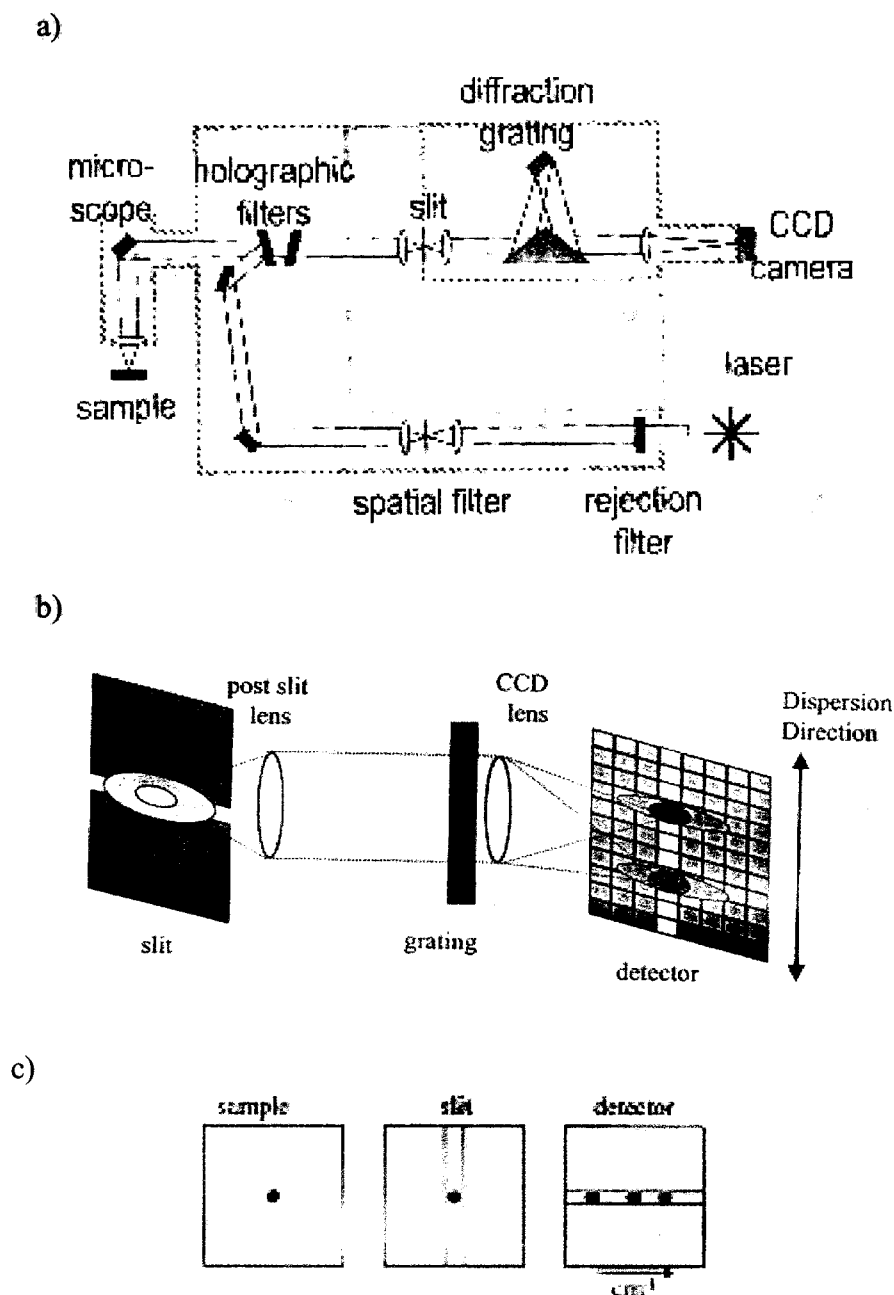 a)
diffraction
grating
micro-
scope
holographic
filters
slit
CCD
camera
laser
sample
spatial filter
rejection
filter
b)
post slit
lens
CCD
lens
Dispersion
Direction
slit
grating
detector
c)
sample
slit
detector
cm-1